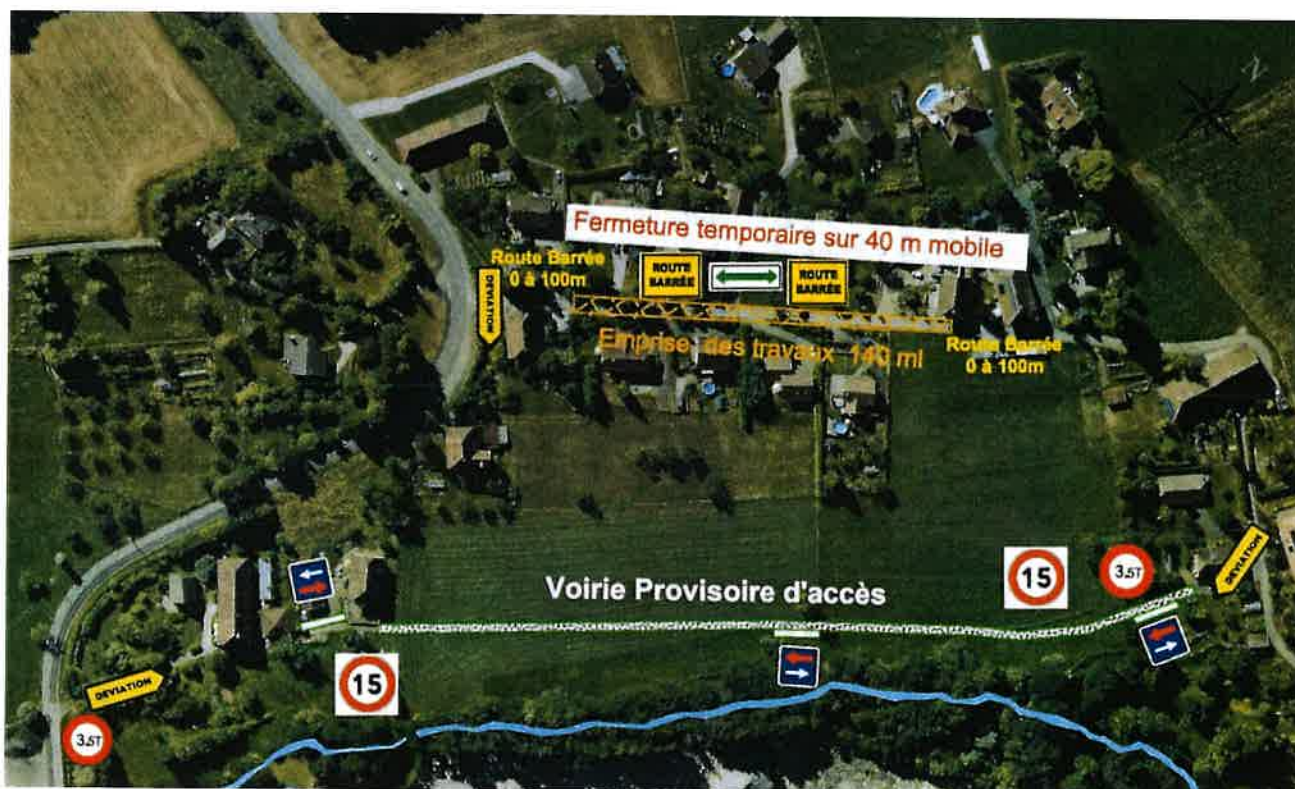 N
Fermeture temporaire sur 40 m mobile
Route Barrée
0 à 100m
ROUTE
BARRÉE
ROUTE
BARRÉE
DEVIATION
Emprise des travaux 140 ml
Route Barrée
0 à 100m
Voirie Provisoire d'accès
15
3.5T
DEVIATION
15
DEVIATION
3.5T